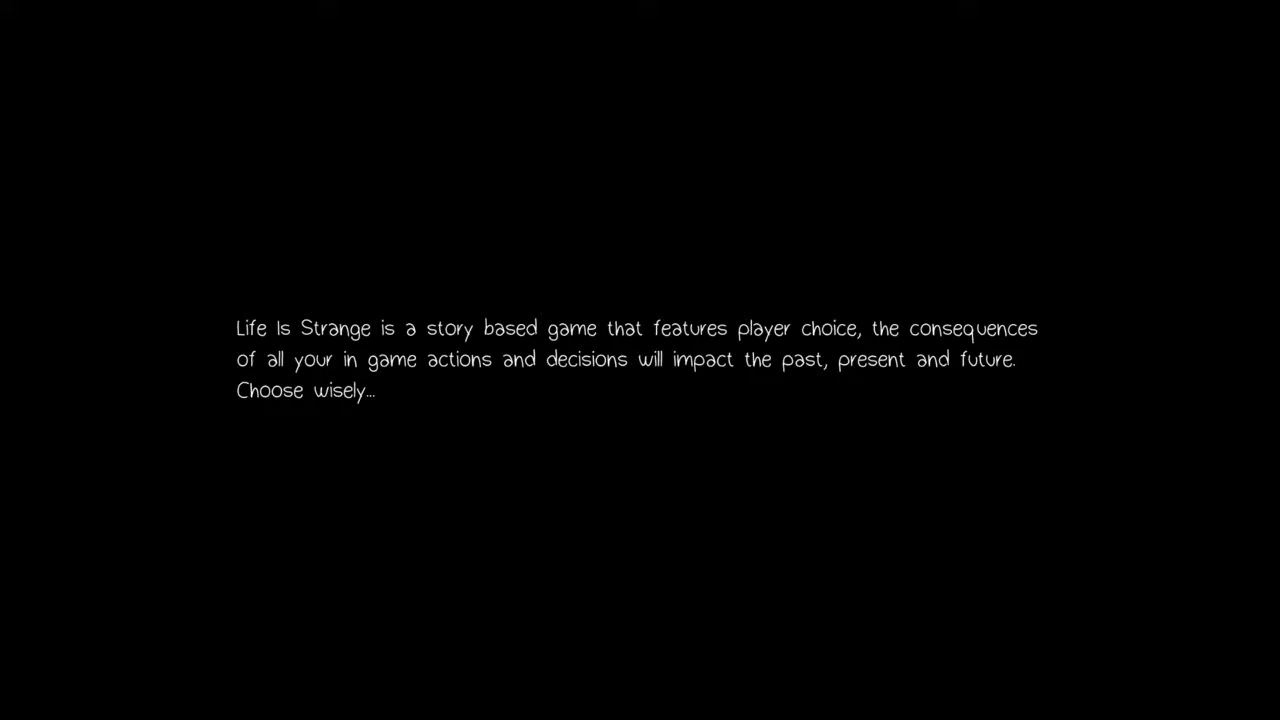 Life Is Strange is a story based game that features player choice, the consequences
of all your in game actions and decisions will impact the past, present and future.
Choose wisely...